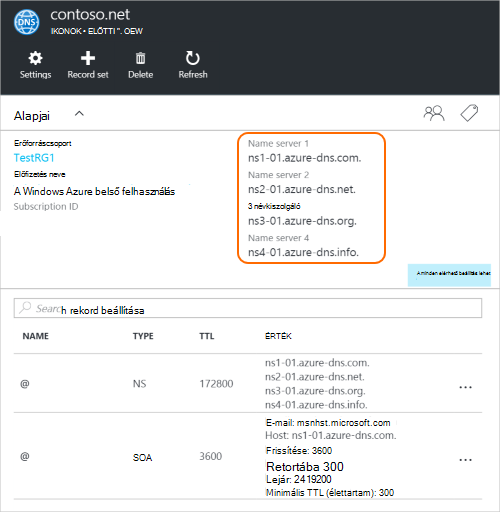 DNS
contoso.net
IKONOK • ELŐTTI ". OEW
Settings
Record set
Delete
Refresh
Alapjai
Erőforráscsoport
TestRG1
Előfizetés neve
A Windows Azure belső felhasználás
Subscription ID
Name server 1
ns1-01.azure-dns.com.
Name server 2
ns2-01.azure-dns.net.
3 névkiszolgáló
ns3-01.azure-dns.org.
Name server 4
ns4-01.azure-dns.info.
A minden elérhető beállítás lehet
Search rekord beállítása
NAME TYPE TTL ÉRTÉK
@ NS 172800
ns1-01.azure-dns.com.
ns2-01.azure-dns.net.
ns3-01.azure-dns.org.
ns4-01.azure-dns.info.
@ SOA 3600
E-mail: msnhst.microsoft.com
Host: ns1-01.azure-dns.com.
Frissítése: 3600
Retortába 300
Lejár: 2419200
Minimális TTL (élettartam): 300